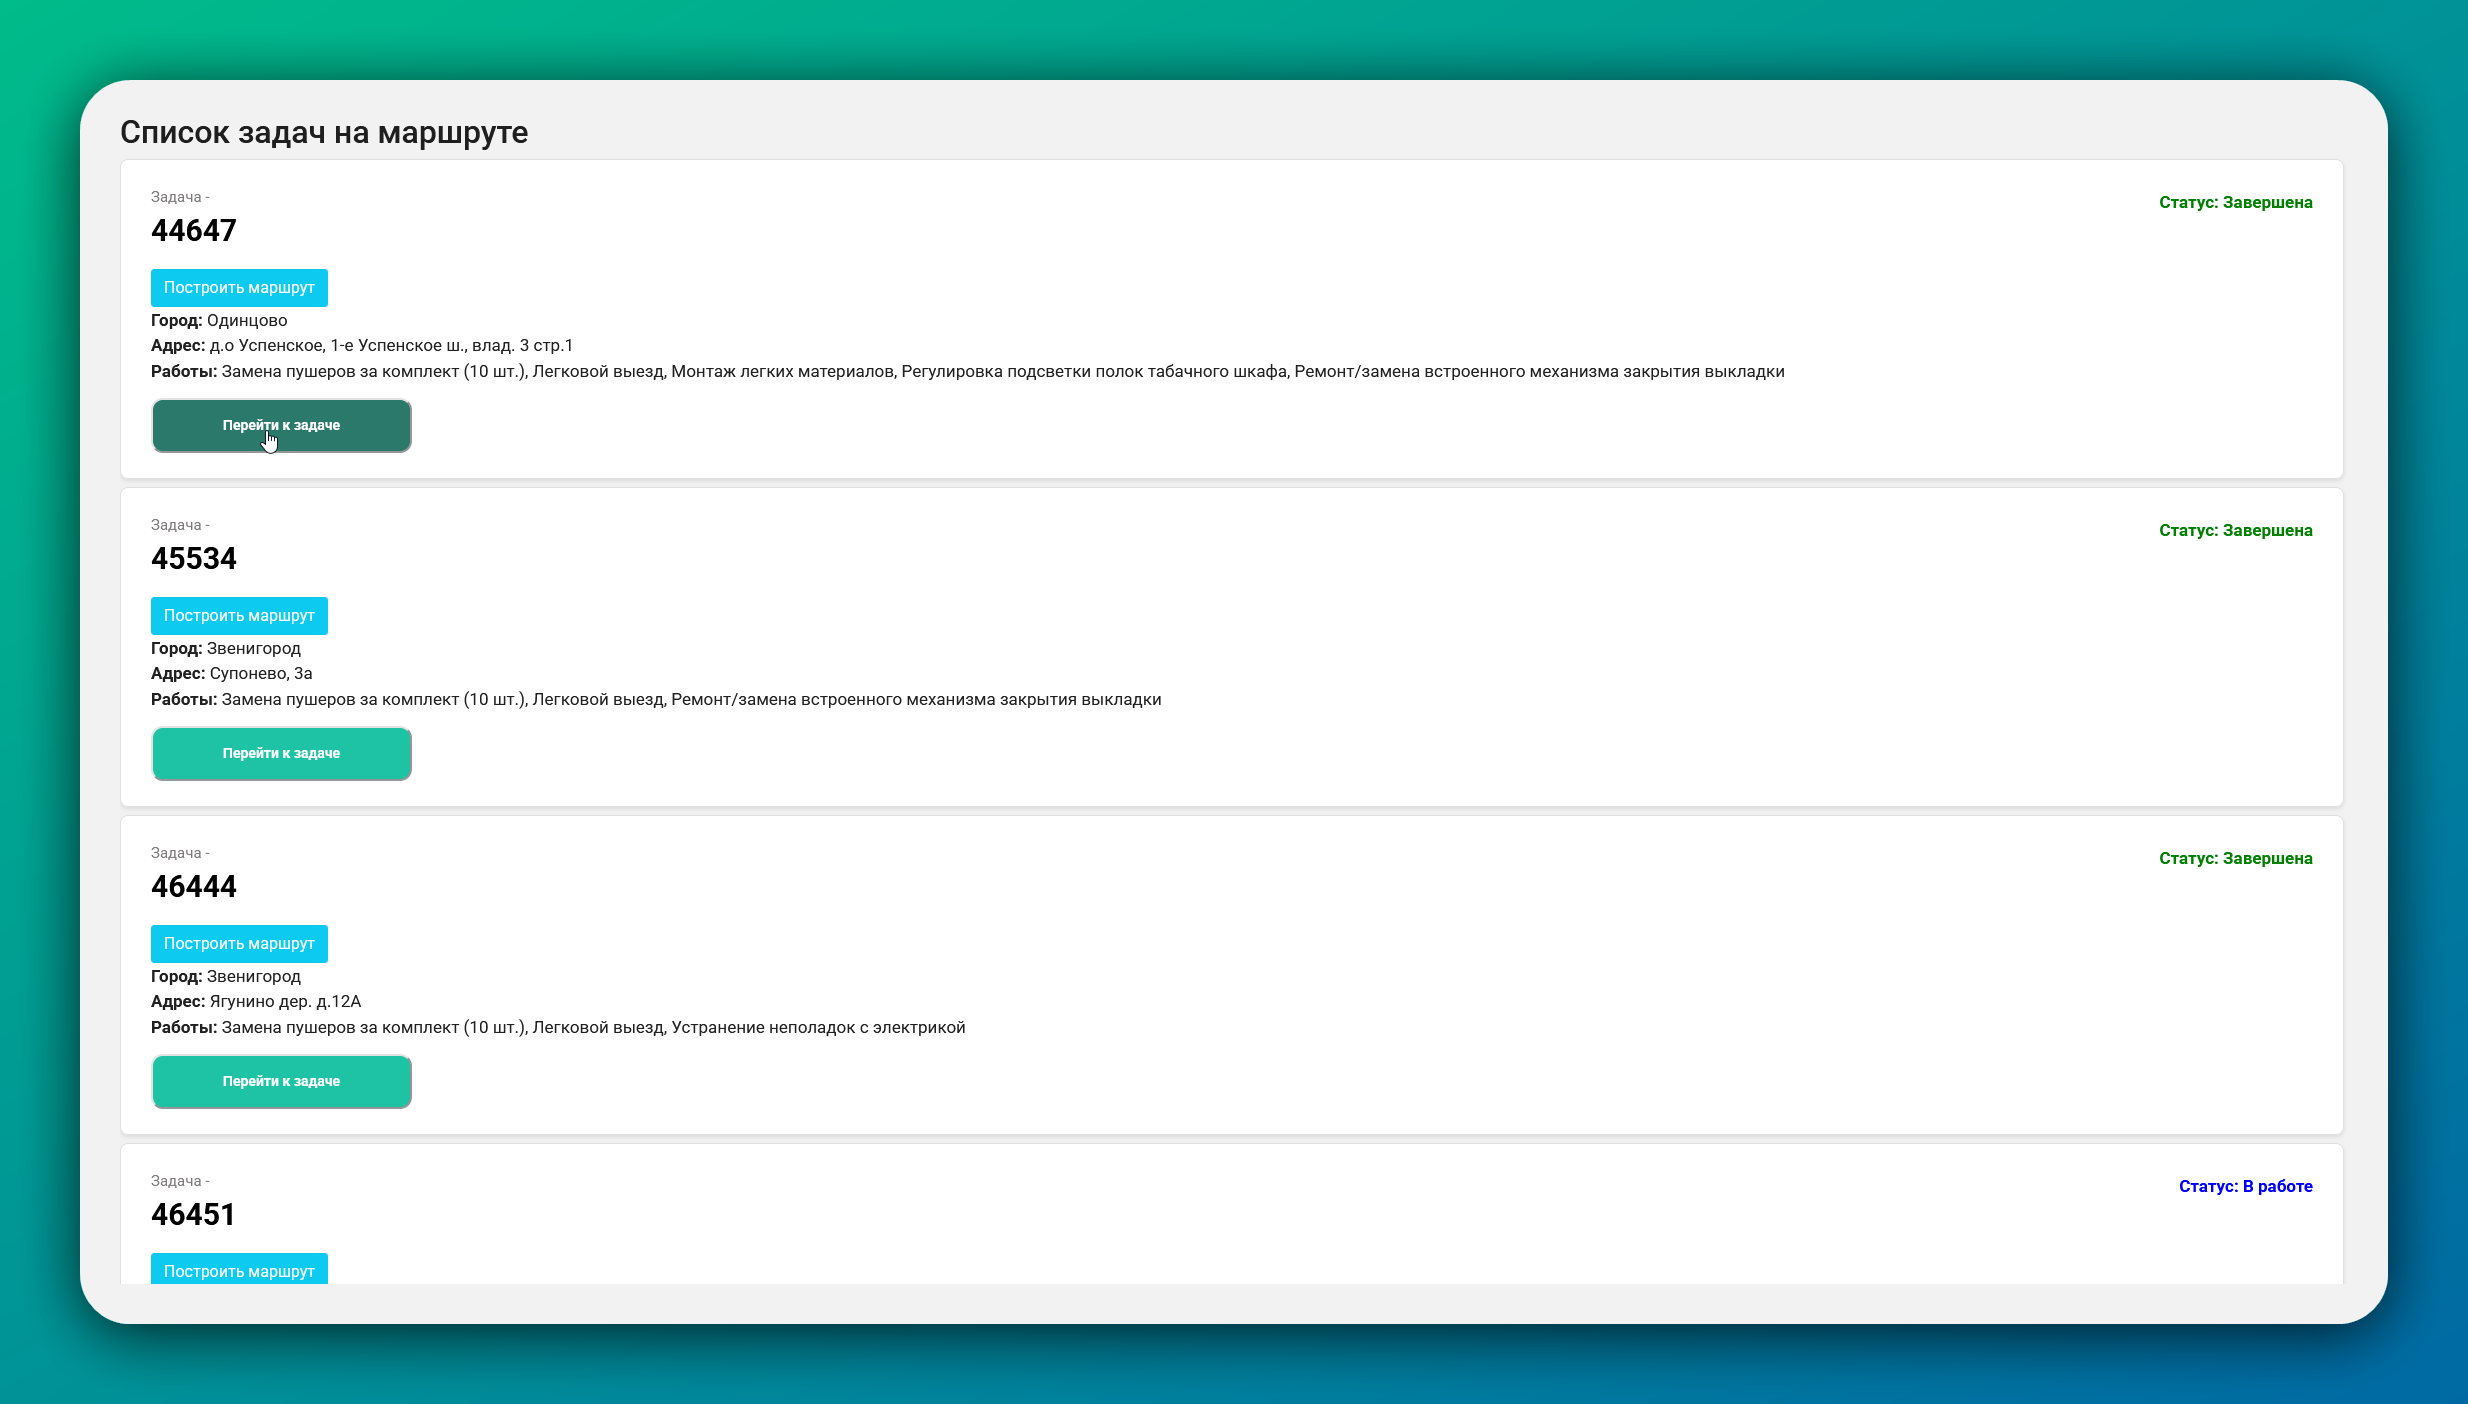 Список задач на маршруте
Задача -
Статус: Завершена
44647
Построить маршрут
Город: Одинцово
Адрес: д.о Успенское, 1-е Успенское ш., влад. 3 стр.1
Работы: Замена пушеров за комплект (10 шт.), Легковой выезд, Монтаж легких материалов, Регулировка подсветки полок табачного шкафа, Ремонт/замена встроенного механизма закрытия выкладки
Перейти к задаче
Задача -
Статус: Завершена
45534
Построить маршрут
Город: Звенигород
Адрес: Супонево, 3а
Работы: Замена пушеров за комплект (10 шт.), Легковой выезд, Ремонт/замена встроенного механизма закрытия выкладки
Перейти к задаче
Задача -
Статус: Завершена
46444
Построить маршрут
Город: Звенигород
Адрес: Ягунино дер. д.12А
Работы: Замена пушеров за комплект (10 шт.), Легковой выезд, Устранение неполадок с электрикой
Перейти к задаче
Задача -
Статус: В работе
46451
Построить маршрут